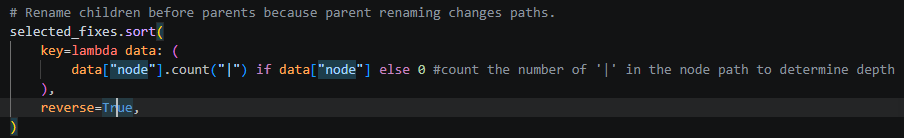 # Rename children before parents because parent renaming changes paths.
selected_fixes.sort(
    key=lambda data: (
        data["node"].count("|") if data["node"] else 0 #count the number of '|' in the node path to determine depth
    ),
    reverse=True,
)